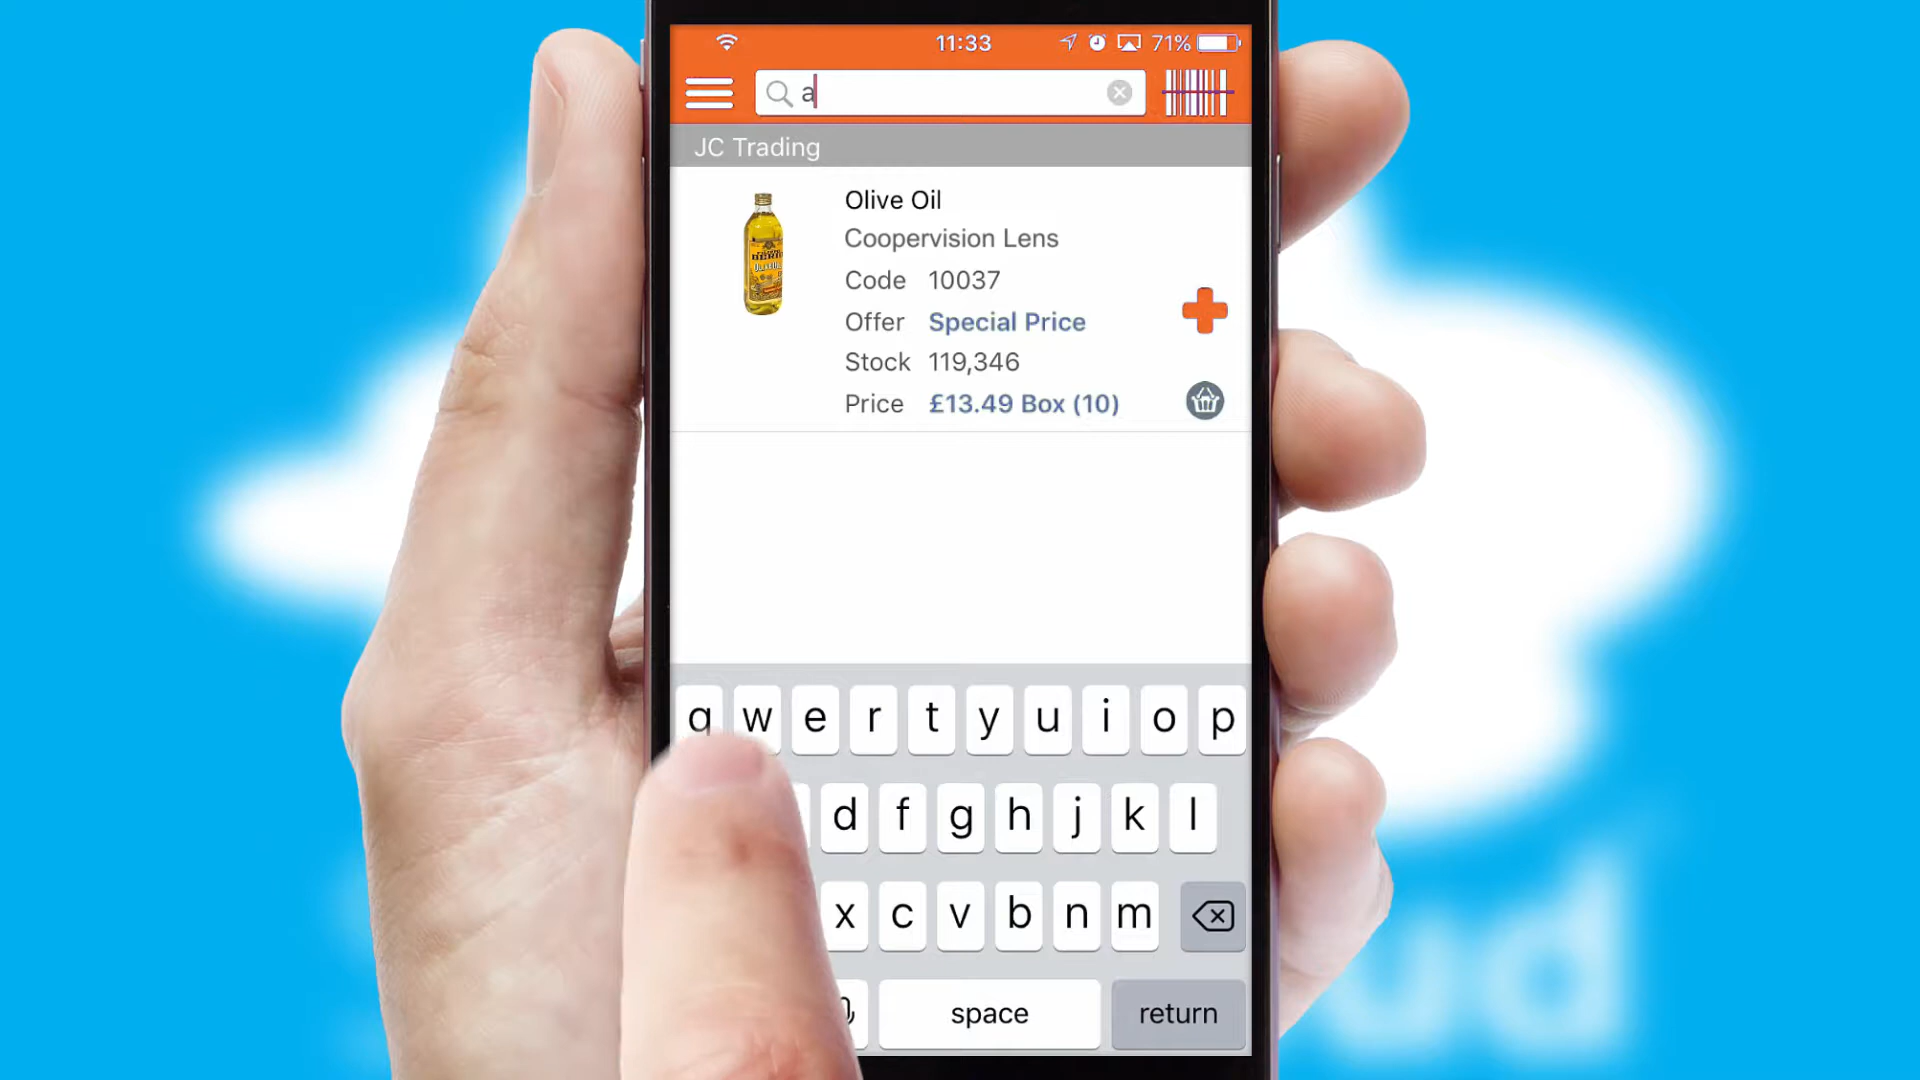 11:33
71%
a
JC Trading
Olive Oil
Coopervision Lens
Code 10037
Offer Special Price
Stock 119,346
Price £13.49 Box (10)
q w e r t y u i o p
d f g h j k l
x c v b n m
space return
ud